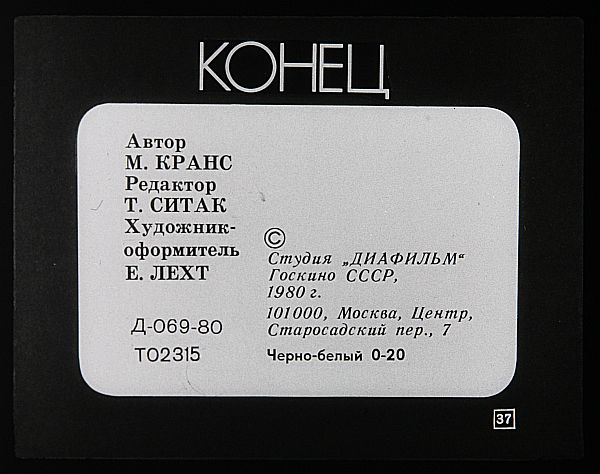 КОНЕЦ
Автор
М. КРАНС
Редактор
Т. СИТАК
Художник-
оформитель
Е. ЛЕХТ
Д-069-80
ТО2315
©
Студия „ДИАФИЛЬМ“
Госкино СССР,
1980 г.
101000, Москва, Центр,
Старосадский пер., 7
Черно-белый 0-20
37